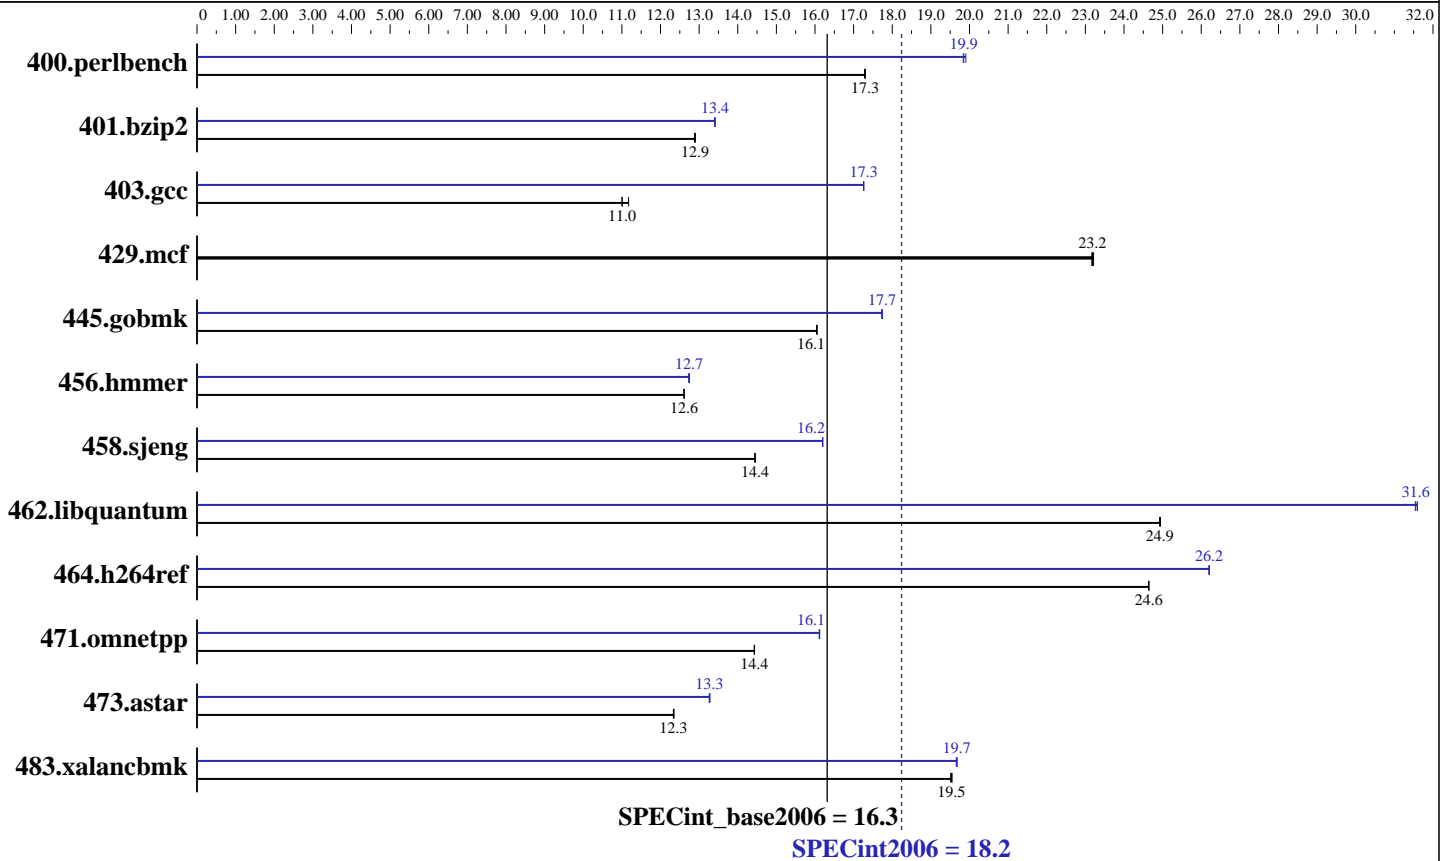 0 1.00 2.00 3.00 4.00 5.00 6.00 7.00 8.00 9.00 10.0 11.0 12.0 13.0 14.0 15.0 16.0 17.0 18.0 19.0 20.0 21.0 22.0 23.0 24.0 25.0 26.0 27.0 28.0 29.0 30.0 32.0
19.9
400.perlbench
17.3
13.4
401.bzip2
12.9
17.3
403.gcc
11.0
23.2
429.mcf
17.7
445.gobmk
16.1
12.7
456.hmmer
12.6
16.2
458.sjeng
14.4
31.6
462.libquantum
24.9
26.2
464.h264ref
24.6
16.1
471.omnetpp
14.4
13.3
473.astar
12.3
19.7
483.xalancbmk
19.5
SPECint_base2006 = 16.3
SPECint2006 = 18.2